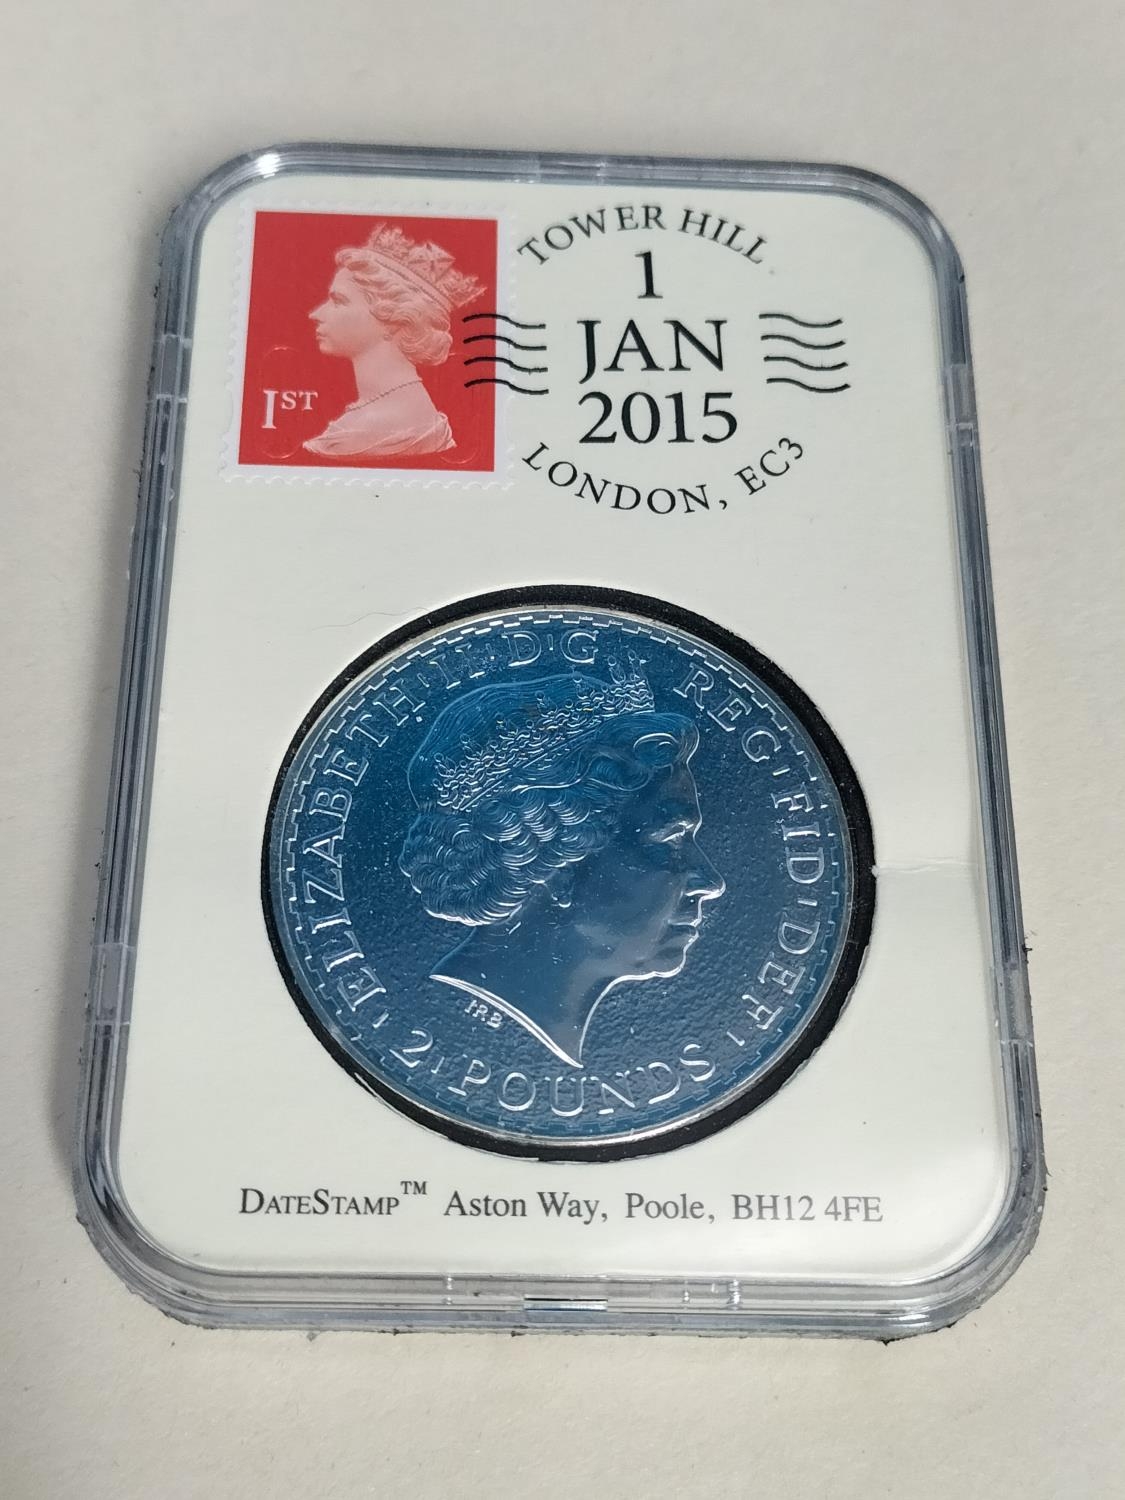 1ST
TOWER HILL
1
JAN
2015
LONDON, EC3
ELIZABETH·II·D·G REG·FID·DEF·
·2·POUNDS
IRB
DATESTAMP™ Aston Way, Poole, BH12 4FE